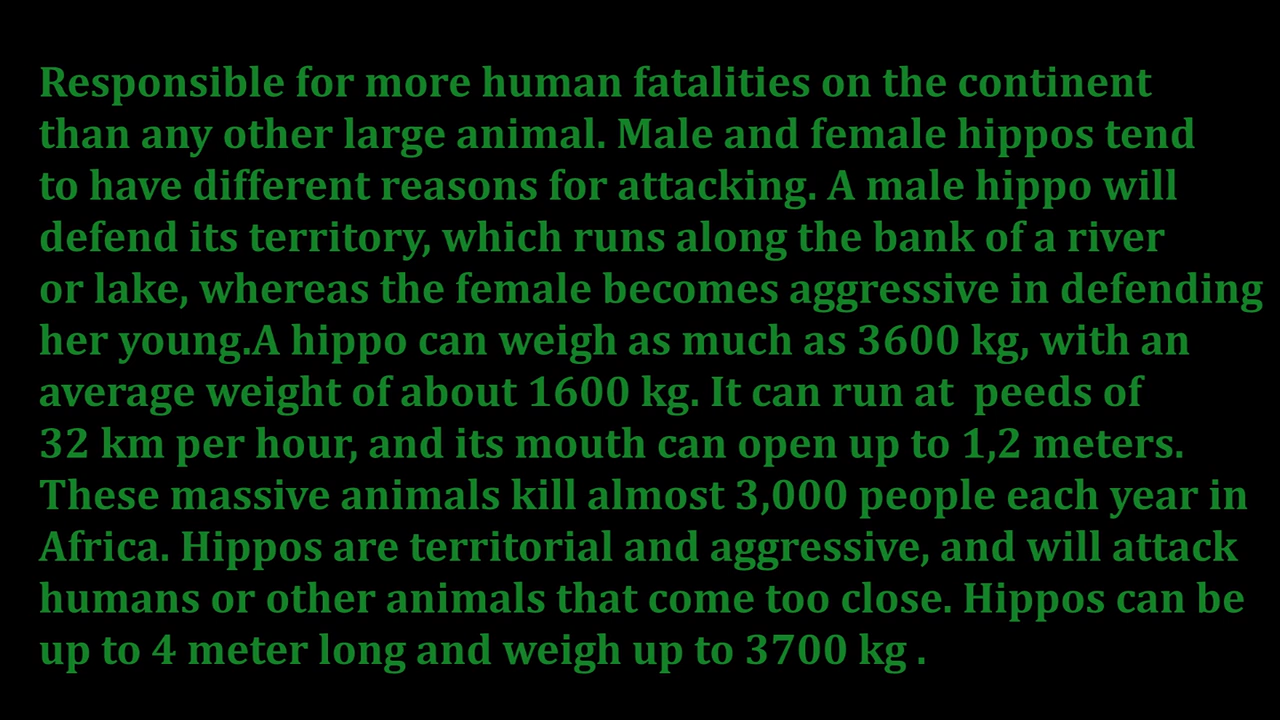 Responsible for more human fatalities on the continent
than any other large animal. Male and female hippos tend
to have different reasons for attacking. A male hippo will
defend its territory, which runs along the bank of a river
or lake, whereas the female becomes aggressive in defending
her young.A hippo can weigh as much as 3600 kg, with an
average weight of about 1600 kg. It can run at  peeds of
32 km per hour, and its mouth can open up to 1,2 meters.
These massive animals kill almost 3,000 people each year in
Africa. Hippos are territorial and aggressive, and will attack
humans or other animals that come too close. Hippos can be
up to 4 meter long and weigh up to 3700 kg .